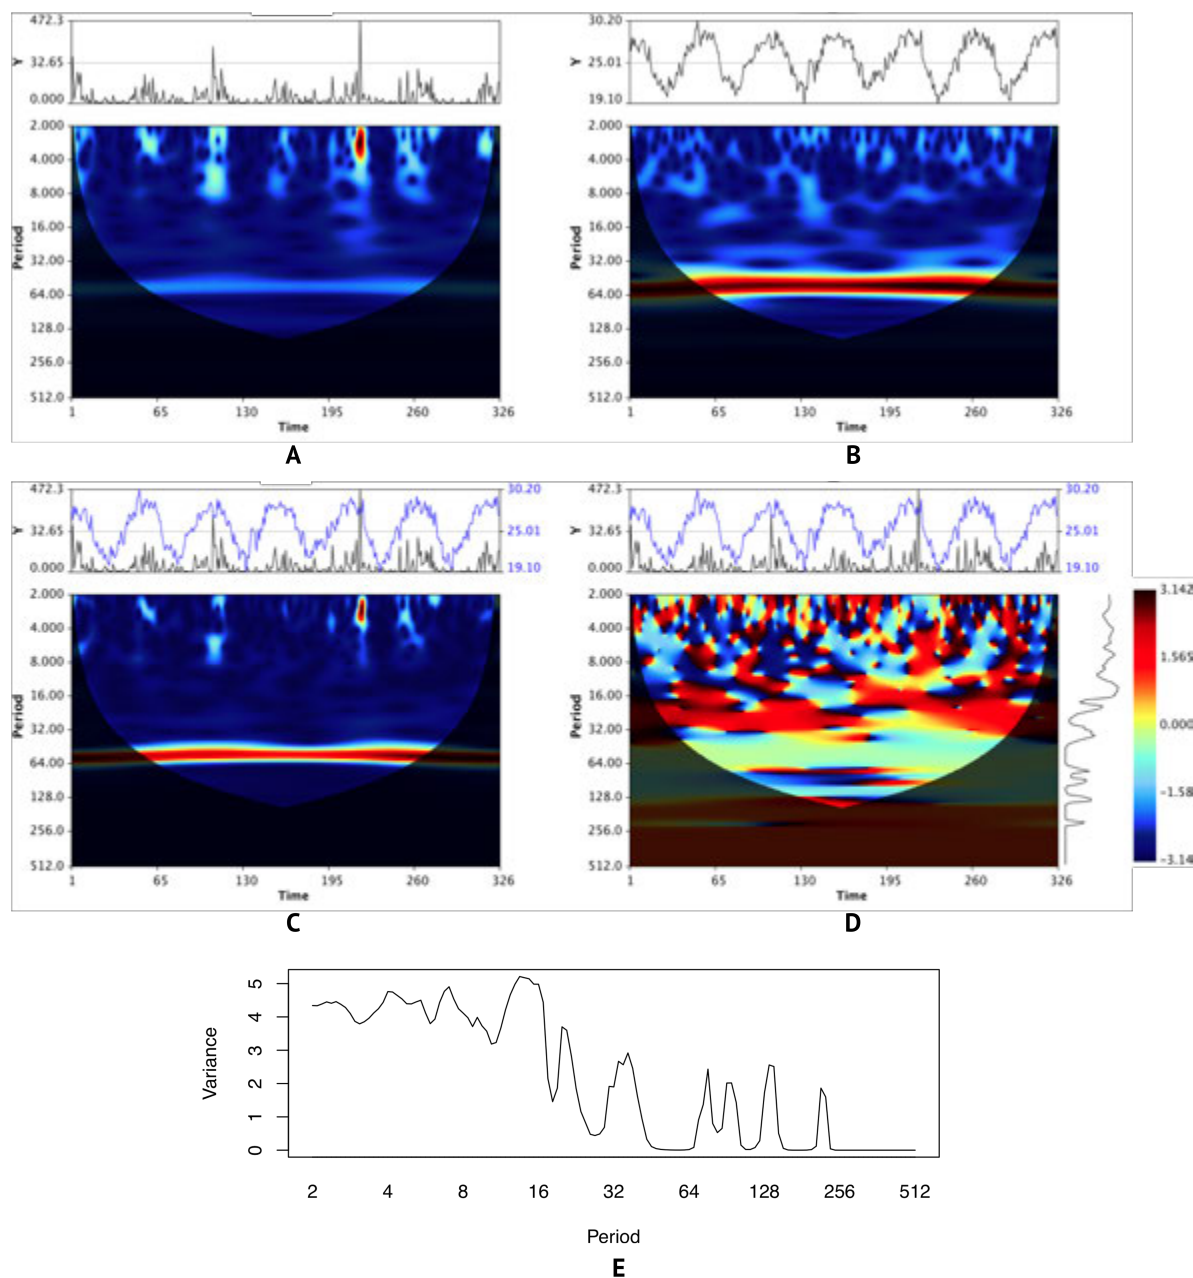 472.3
Y
32.65
0.000
2.000
4.000
8.000
16.00
Period
32.00
64.00
128.0
256.0
512.0
1 65 130 195 260 326
Time
A
30.20
Y
25.01
19.10
2.000
4.000
8.000
16.00
Period
32.00
64.00
128.0
256.0
512.0
1 65 130 195 260 326
Time
B
472.3 30.20
Y
32.65 25.01
0.000 19.10
2.000
4.000
8.000
16.00
Period
32.00
64.00
128.0
256.0
512.0
1 65 130 195 260 326
Time
C
472.3 30.20
Y
32.65 25.01
0.000 19.10
2.000
4.000
8.000
16.00
Period
32.00
64.00
128.0
256.0
512.0
1 65 130 195 260 326
Time
3.142
1.565
0.000
-1.58
-3.14
D
5
4
3
2
1
0
Variance
2 4 8 16 32 64 128 256 512
Period
E